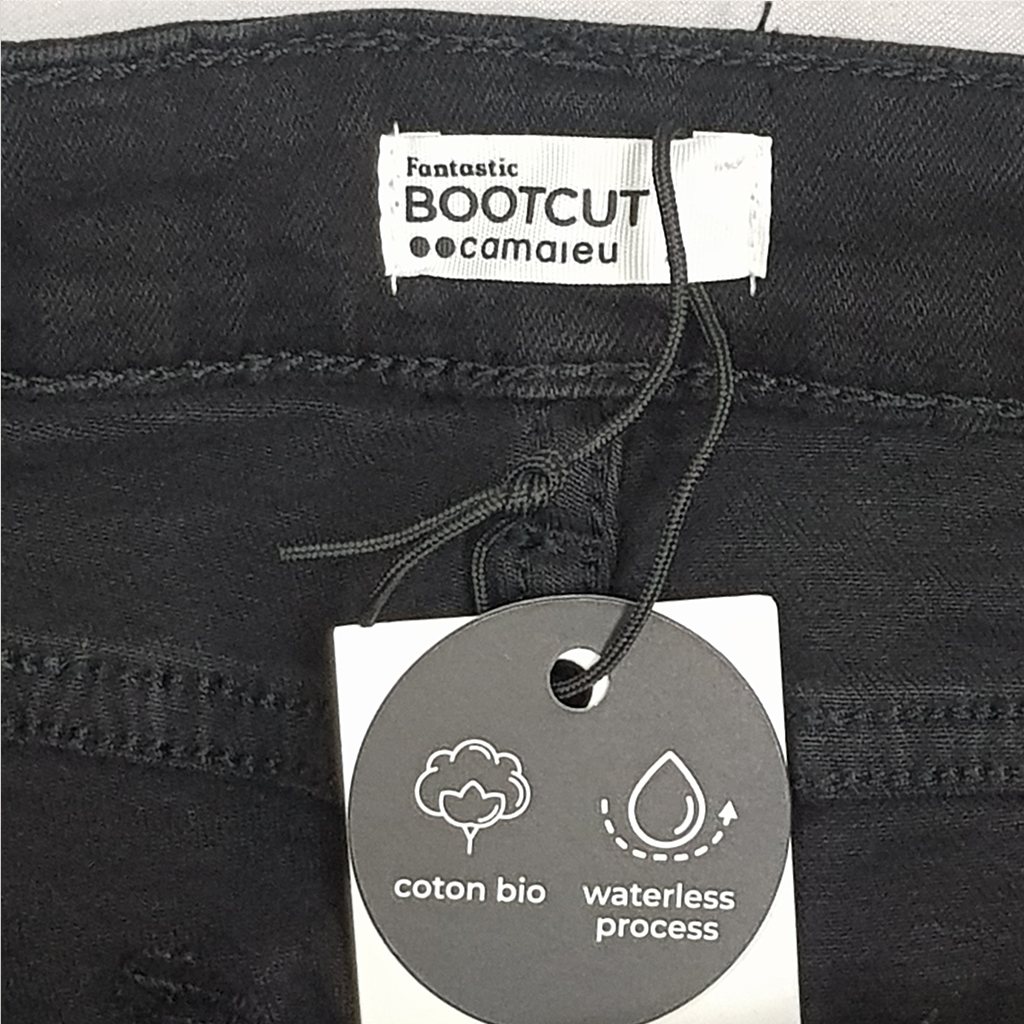 Fantastic
BOOTCUT
camaieu
coton bio
waterless
process